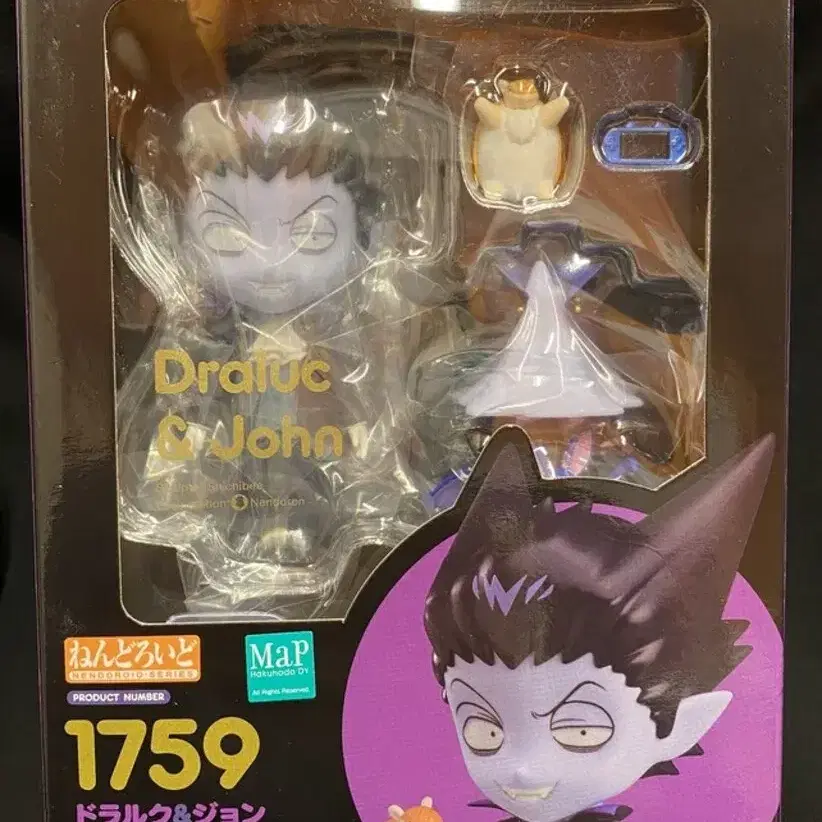 Draluc
& John
ねんどろいど
NENDOROID SERIES
PRODUCT NUMBER
1759
ドラルク&ジョン
MaP
Hakuhodo DY
All Rights Reserved